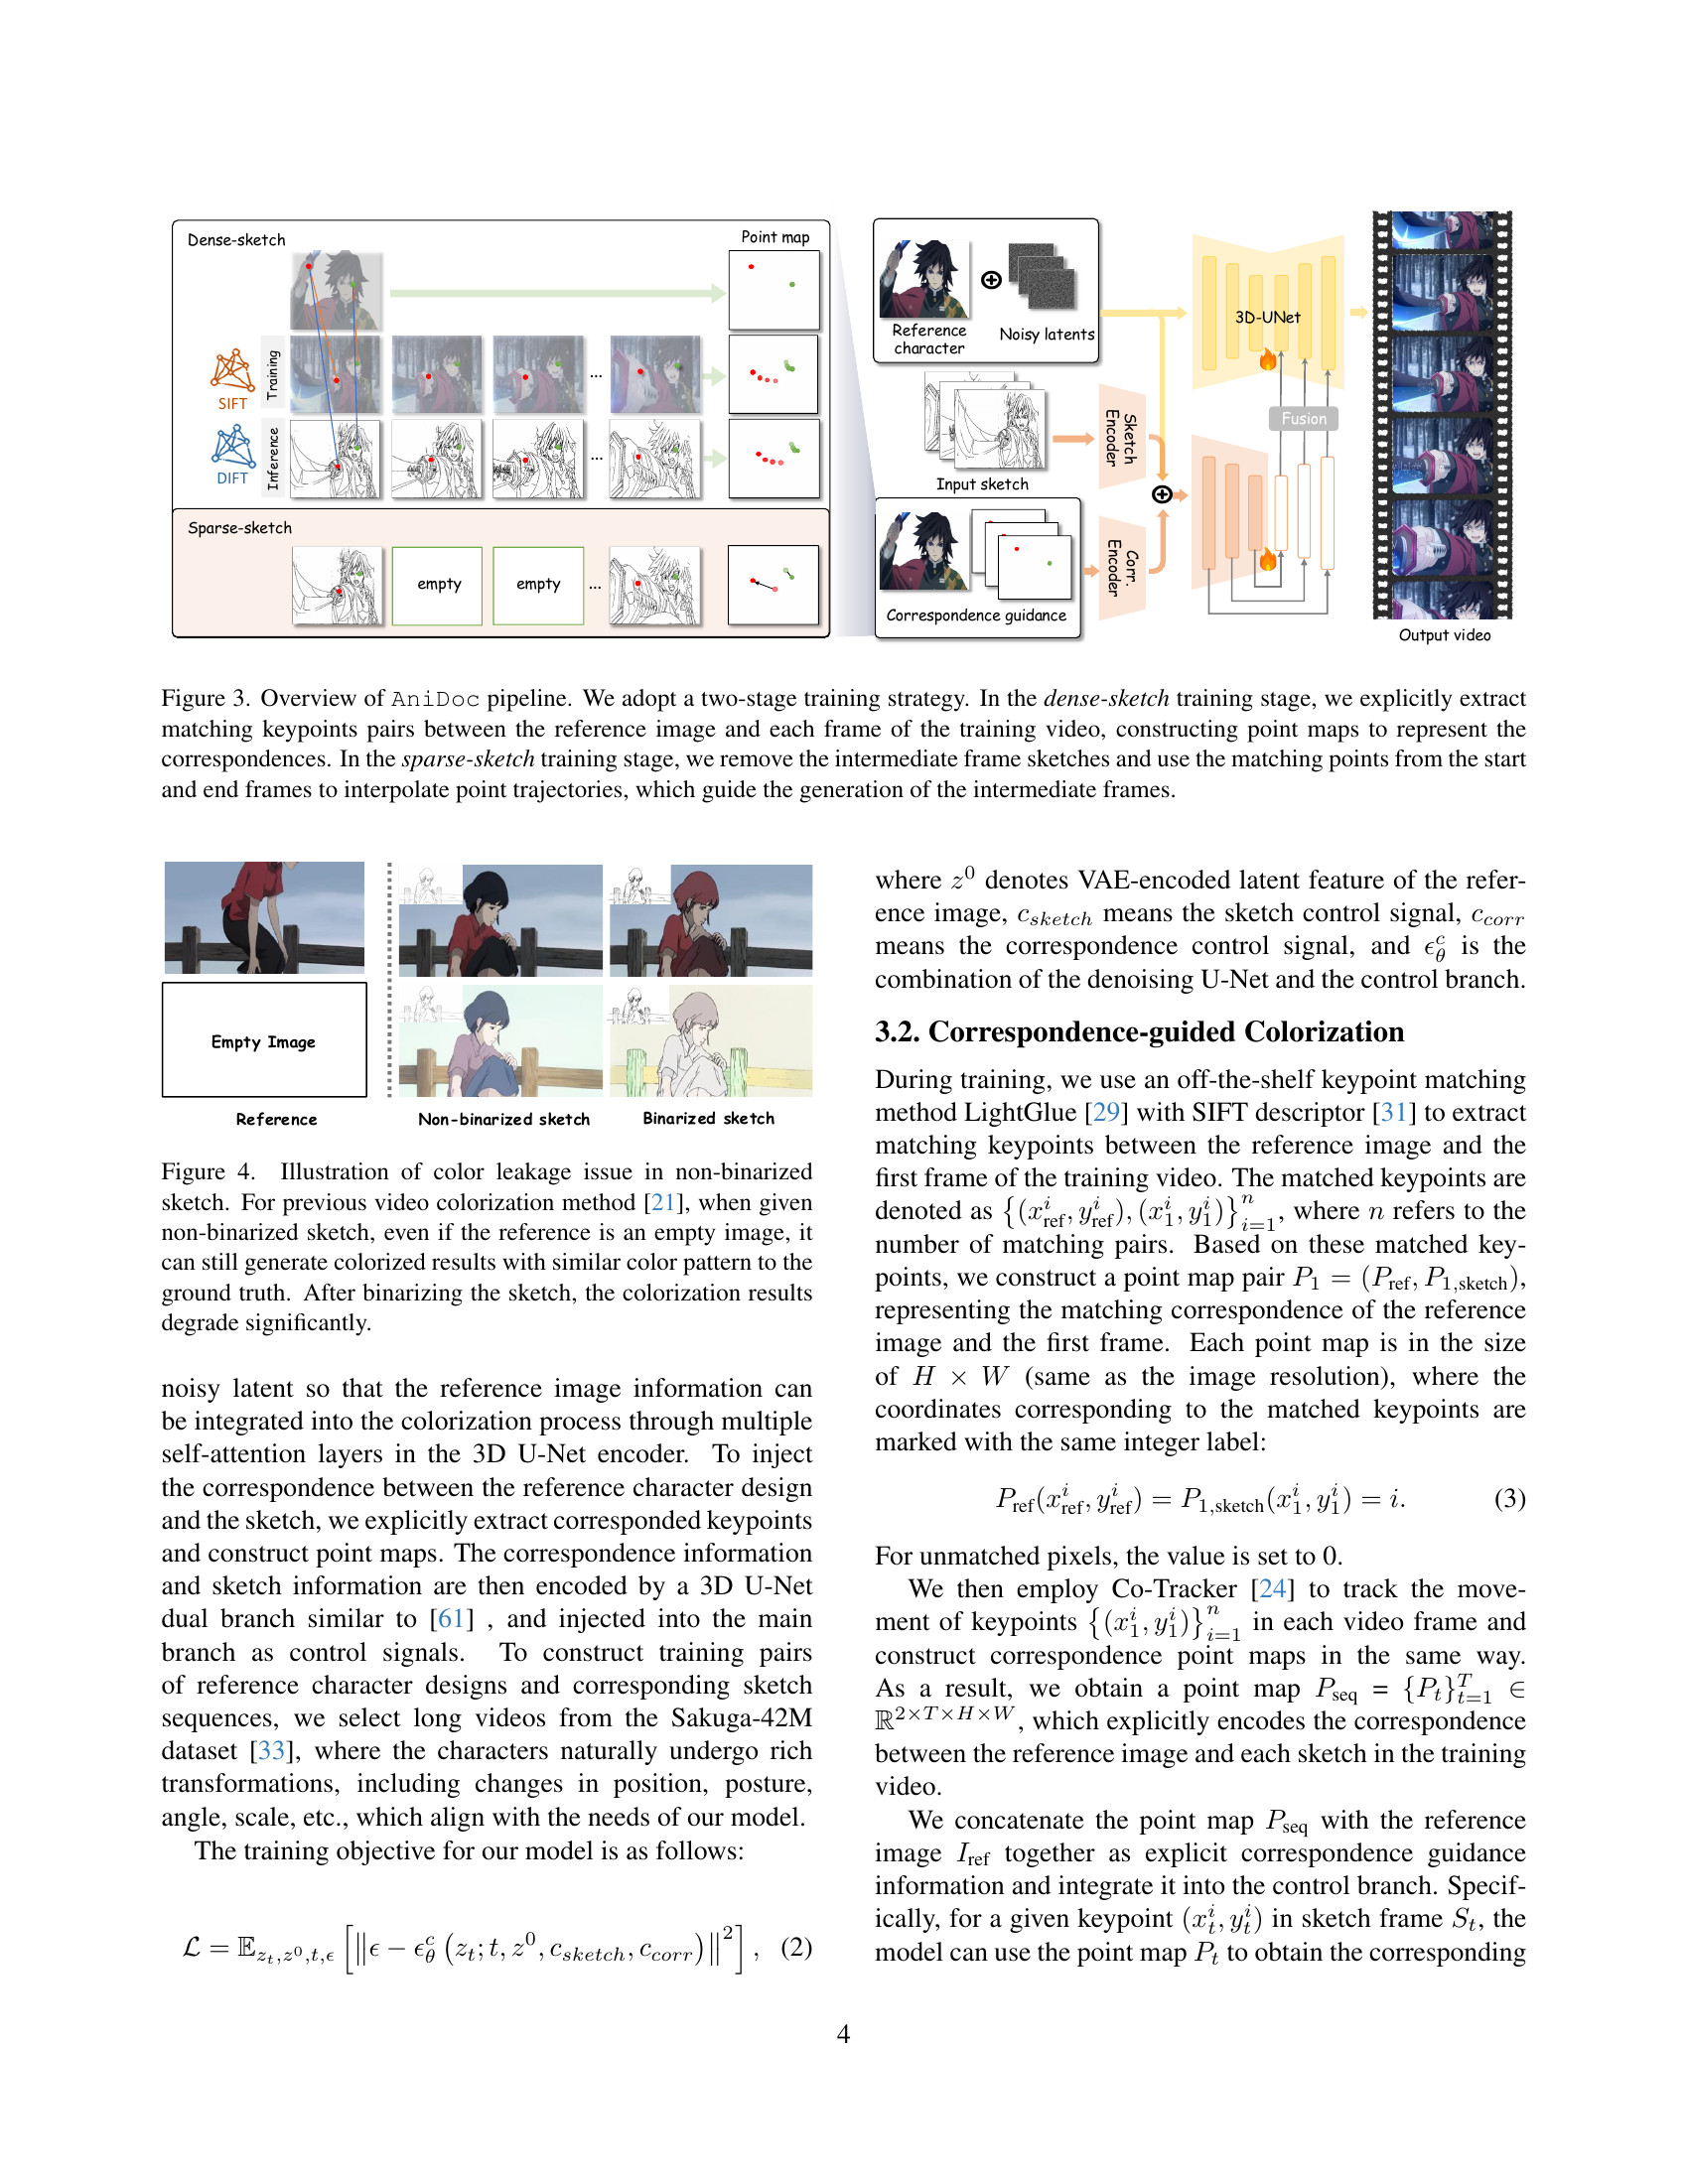 Dense-sketch
Point map
SIFT
Training
DIFT
Inference
...
...
Sparse-sketch
empty
empty
...
Reference
character
Noisy latents
Input sketch
Sketch
Encoder
Correspondence guidance
Corr.
Encoder
3D-UNet
Fusion
Output video
Figure 3. Overview of AniDoc pipeline. We adopt a two-stage training strategy. In the dense-sketch training stage, we explicitly extract
matching keypoints pairs between the reference image and each frame of the training video, constructing point maps to represent the
correspondences. In the sparse-sketch training stage, we remove the intermediate frame sketches and use the matching points from the start
and end frames to interpolate point trajectories, which guide the generation of the intermediate frames.
Empty Image
Reference
Non-binarized sketch
Binarized sketch
Figure 4. Illustration of color leakage issue in non-binarized
sketch. For previous video colorization method [21], when given
non-binarized sketch, even if the reference is an empty image, it
can still generate colorized results with similar color pattern to the
ground truth. After binarizing the sketch, the colorization results
degrade significantly.
noisy latent so that the reference image information can
be integrated into the colorization process through multiple
self-attention layers in the 3D U-Net encoder. To inject
the correspondence between the reference character design
and the sketch, we explicitly extract corresponded keypoints
and construct point maps. The correspondence information
and sketch information are then encoded by a 3D U-Net
dual branch similar to [61] , and injected into the main
branch as control signals. To construct training pairs
of reference character designs and corresponding sketch
sequences, we select long videos from the Sakuga-42M
dataset [33], where the characters naturally undergo rich
transformations, including changes in position, posture,
angle, scale, etc., which align with the needs of our model.
The training objective for our model is as follows:
$\mathcal{L} = \mathbb{E}_{z_t, z^0, t, \epsilon} \left[ \left\| \epsilon - \epsilon_\theta^c \left( z_t; t, z^0, c_{sketch}, c_{corr} \right) \right\|^2 \right],$ (2)
where $z^0$ denotes VAE-encoded latent feature of the refer-
ence image, $c_{sketch}$ means the sketch control signal, $c_{corr}$
means the correspondence control signal, and $\epsilon_\theta^c$ is the
combination of the denoising U-Net and the control branch.
3.2. Correspondence-guided Colorization
During training, we use an off-the-shelf keypoint matching
method LightGlue [29] with SIFT descriptor [31] to extract
matching keypoints between the reference image and the
first frame of the training video. The matched keypoints are
denoted as $\left\{ (x_{\text{ref}}^i, y_{\text{ref}}^i), (x_1^i, y_1^i) \right\}_{i=1}^n$, where $n$ refers to the
number of matching pairs. Based on these matched key-
points, we construct a point map pair $P_1 = (P_{\text{ref}}, P_{1,\text{sketch}})$,
representing the matching correspondence of the reference
image and the first frame. Each point map is in the size
of $H \times W$ (same as the image resolution), where the
coordinates corresponding to the matched keypoints are
marked with the same integer label:
$P_{\text{ref}}(x_{\text{ref}}^i, y_{\text{ref}}^i) = P_{1,\text{sketch}}(x_1^i, y_1^i) = i.$ (3)
For unmatched pixels, the value is set to 0.
We then employ Co-Tracker [24] to track the move-
ment of keypoints $\left\{ (x_1^i, y_1^i) \right\}_{i=1}^n$ in each video frame and
construct correspondence point maps in the same way.
As a result, we obtain a point map $P_{\text{seq}} = \{P_t\}_{t=1}^T \in$
$\mathbb{R}^{2 \times T \times H \times W}$, which explicitly encodes the correspondence
between the reference image and each sketch in the training
video.
We concatenate the point map $P_{\text{seq}}$ with the reference
image $I_{\text{ref}}$ together as explicit correspondence guidance
information and integrate it into the control branch. Specif-
ically, for a given keypoint $(x_t^i, y_t^i)$ in sketch frame $S_t$, the
model can use the point map $P_t$ to obtain the corresponding
4